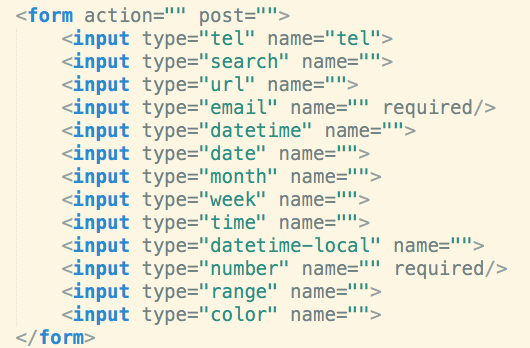 <form action="" post="">
<input type="tel" name="tel">
<input type="search" name="">
<input type="url" name="">
<input type="email" name="" required/>
<input type="datetime" name="">
<input type="date" name="">
<input type="month" name="">
<input type="week" name="">
<input type="time" name="">
<input type="datetime-local" name="">
<input type="number" name="" required/>
<input type="range" name="">
<input type="color" name="">
</form>